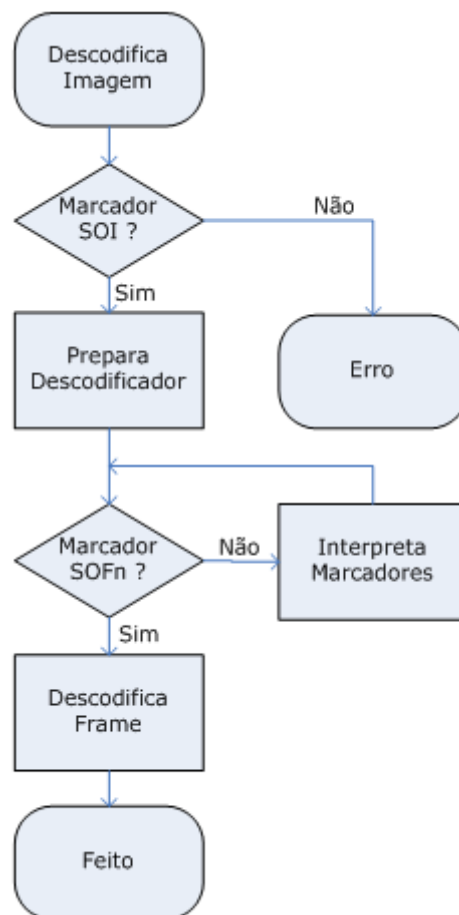 Descodifica
Imagem
Marcador
SOI ?
Não
Sim
Prepara
Descodificador
Erro
Marcador
SOFn ?
Não
Interpreta
Marcadores
Sim
Descodifica
Frame
Feito